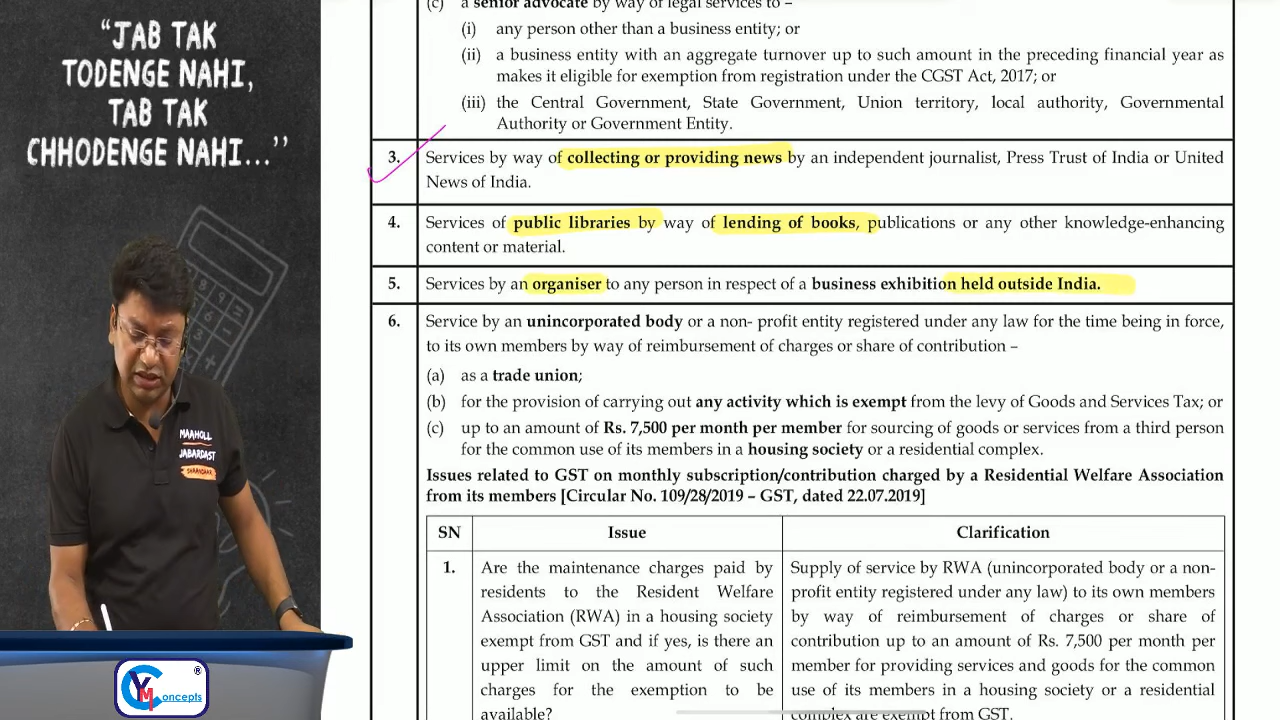 “JAB TAK
TODENGE NAHI,
TAB TAK
CHHODENGE NAHI...’’
MAAHOLL
JABARDAST
SHAANDAAR
CYM concepts
®
(c) a senior advocate by way of legal services to –
(i) any person other than a business entity; or
(ii) a business entity with an aggregate turnover up to such amount in the preceding financial year as
makes it eligible for exemption from registration under the CGST Act, 2017; or
(iii) the Central Government, State Government, Union territory, local authority, Governmental
Authority or Government Entity.
3. Services by way of collecting or providing news by an independent journalist, Press Trust of India or United
News of India.
4. Services of public libraries by way of lending of books, publications or any other knowledge-enhancing
content or material.
5. Services by an organiser to any person in respect of a business exhibition held outside India.
6. Service by an unincorporated body or a non- profit entity registered under any law for the time being in force,
to its own members by way of reimbursement of charges or share of contribution –
(a) as a trade union;
(b) for the provision of carrying out any activity which is exempt from the levy of Goods and Services Tax; or
(c) up to an amount of Rs. 7,500 per month per member for sourcing of goods or services from a third person
for the common use of its members in a housing society or a residential complex.
Issues related to GST on monthly subscription/contribution charged by a Residential Welfare Association
from its members [Circular No. 109/28/2019 – GST, dated 22.07.2019]
SN Issue Clarification
1. Are the maintenance charges paid by
residents to the Resident Welfare
Association (RWA) in a housing society
exempt from GST and if yes, is there an
upper limit on the amount of such
charges for the exemption to be
available?
Supply of service by RWA (unincorporated body or a non-
profit entity registered under any law) to its own members
by way of reimbursement of charges or share of
contribution up to an amount of Rs. 7,500 per month per
member for providing services and goods for the common
use of its members in a housing society or a residential
complex are exempt from GST.